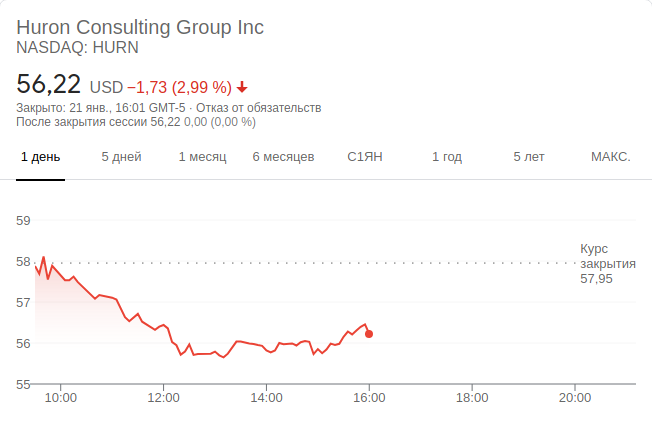 Huron Consulting Group Inc
NASDAQ: HURN
56,22 USD −1,73 (2,99 %)
Закрыто: 21 янв., 16:01 GMT-5 · Отказ от обязательств
После закрытия сессии 56,22 0,00 (0,00 %)
1 день 5 дней 1 месяц 6 месяцев С1ЯН 1 год 5 лет МАКС.
59
58
57
56
55
Курс
закрытия
57,95
10:00 12:00 14:00 16:00 18:00 20:00